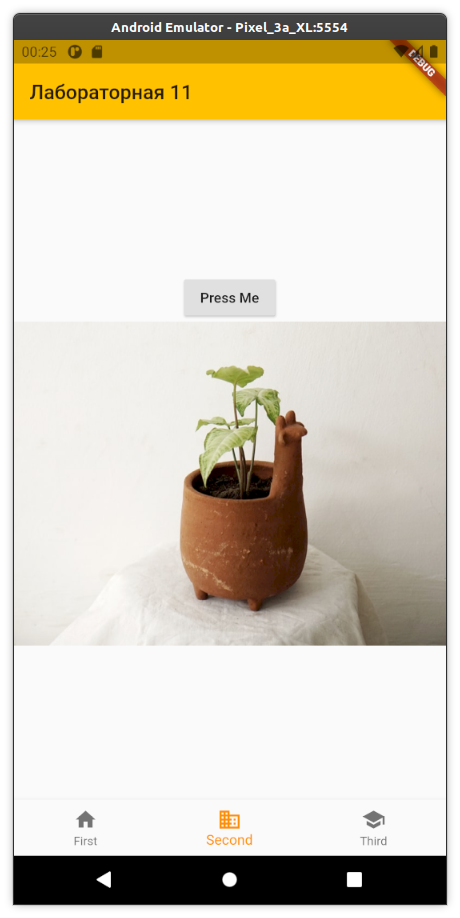 Android Emulator - Pixel_3a_XL:5554
00:25
DEBUG
Лабораторная 11
Press Me
First
Second
Third